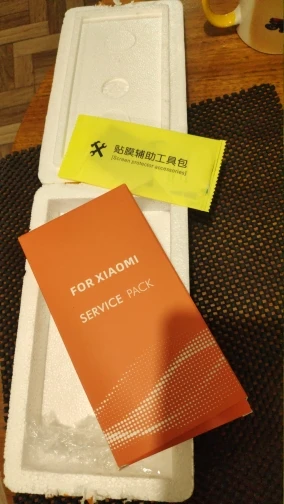 贴膜辅助工具包
[Screen protector accessories]
FOR XIAOMI
SERVICE PACK